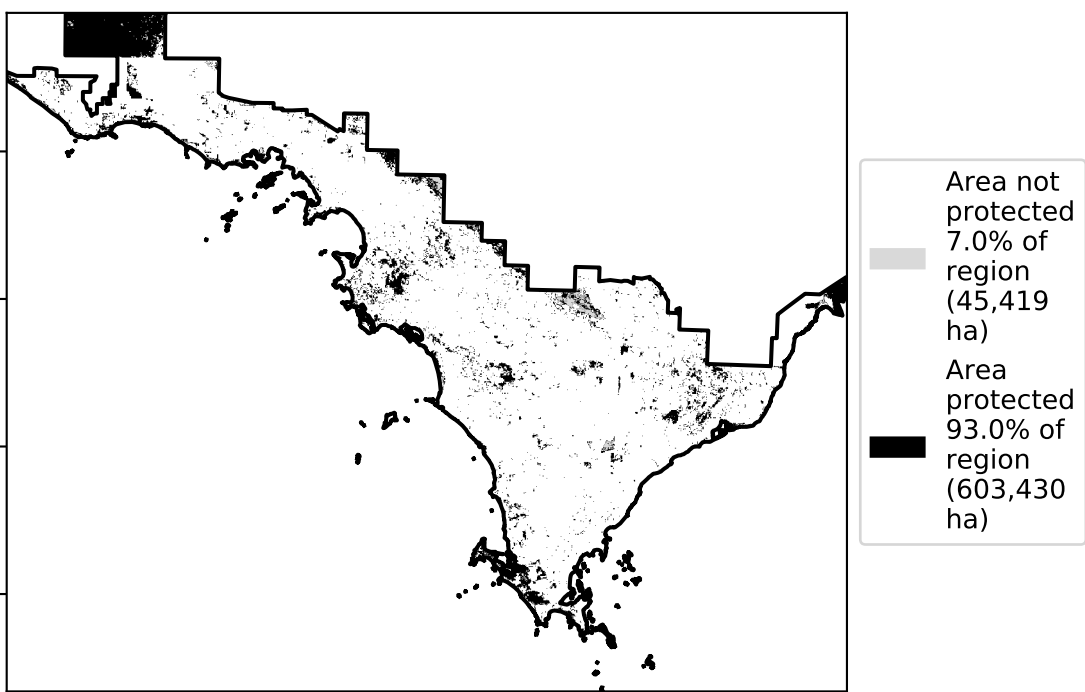 Area not
protected
7.0% of
region
(45,419
ha)
Area
protected
93.0% of
region
(603,430
ha)